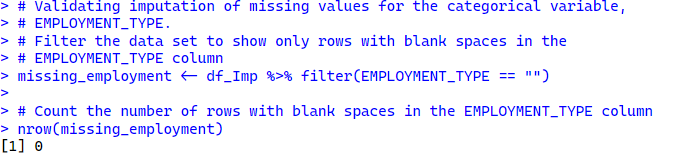 > # Validating imputation of missing values for the categorical variable,
> # EMPLOYMENT_TYPE.
> # Filter the data set to show only rows with blank spaces in the
> # EMPLOYMENT_TYPE column
> missing_employment <- df_Imp %>% filter(EMPLOYMENT_TYPE == "")
>
> # Count the number of rows with blank spaces in the EMPLOYMENT_TYPE column
> nrow(missing_employment)
[1] 0